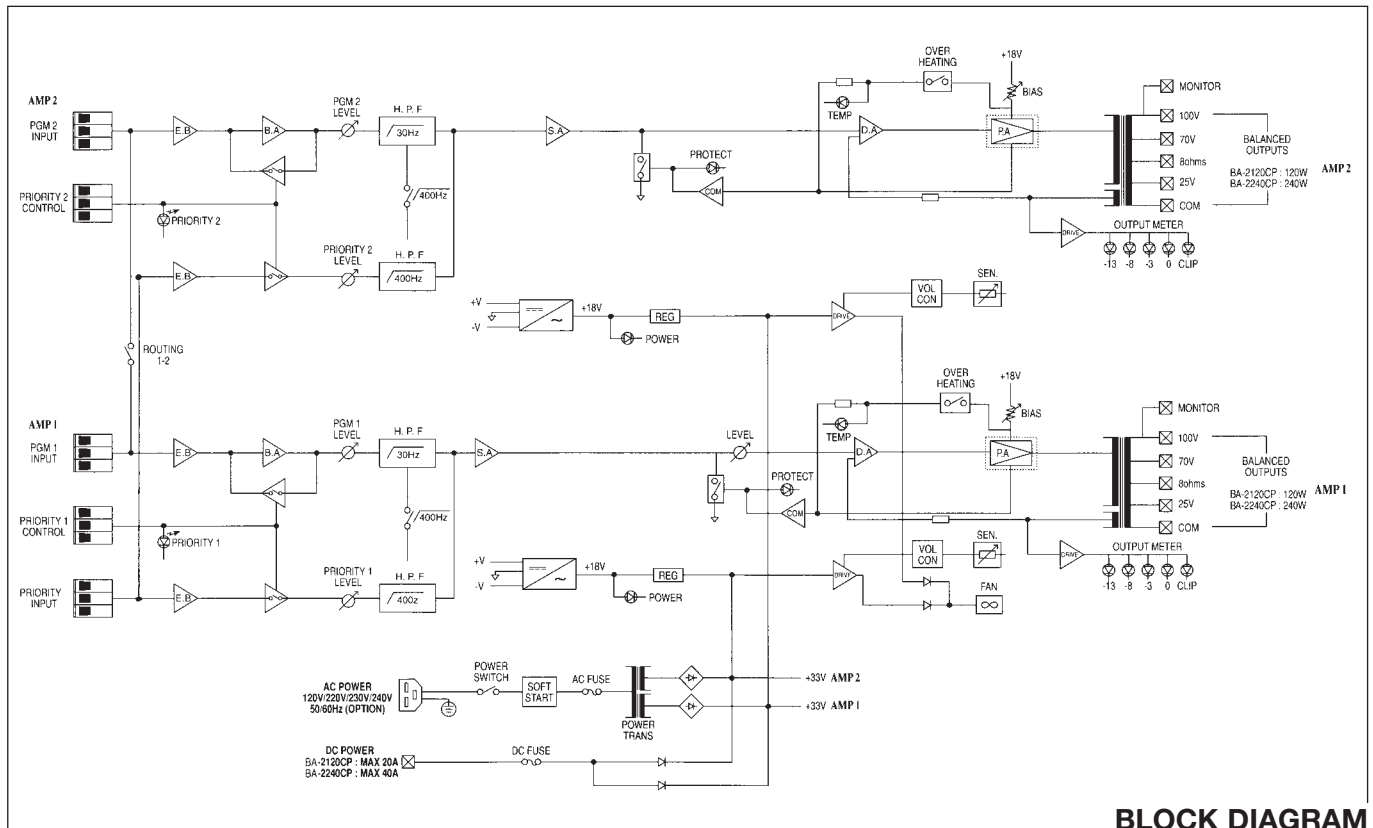 AMP 2
PGM 2
INPUT
PRIORITY 2
CONTROL
E.B.
B.A
PGM 2
LEVEL
H. P. F
30Hz
400Hz
PRIORITY 2
E.B.
PRIORITY 2
LEVEL
H. P. F
400Hz
S.A
PROTECT
COM
TEMP
OVER
HEATING
+18V
BIAS
D.A
P.A
MONITOR
100V
70V
8ohms
25V
COM
BALANCED
OUTPUTS
BA-2120CP : 120W
BA-2240CP : 240W
AMP 2
OUTPUT METER
DRIVE
-13 -8 -3 0 CLIP
+V
-V
+18V
REG
POWER
DRIVE
VOL
CON
SEN.
ROUTING
1-2
AMP 1
PGM 1
INPUT
PRIORITY 1
CONTROL
PRIORITY
INPUT
E.B.
B.A
PGM 1
LEVEL
H. P. F
30Hz
400Hz
PRIORITY 1
E.B.
PRIORITY 1
LEVEL
H. P. F
400z
S.A
LEVEL
PROTECT
COM
TEMP
OVER
HEATING
+18V
BIAS
D.A
P.A
MONITOR
100V
70V
8ohms
25V
COM
BALANCED
OUTPUTS
BA-2120CP : 120W
BA-2240CP : 240W
AMP 1
OUTPUT METER
DRIVE
-13 -8 -3 0 CLIP
+V
-V
+18V
REG
POWER
DRIVE
VOL
CON
SEN.
FAN
AC POWER
120V/220V/230V/240V
50/60Hz (OPTION)
POWER
SWITCH
SOFT
START
AC FUSE
POWER
TRANS
+33V AMP 2
+33V AMP 1
DC POWER
BA-2120CP : MAX 20A
BA-2240CP : MAX 40A
DC FUSE
BLOCK DIAGRAM